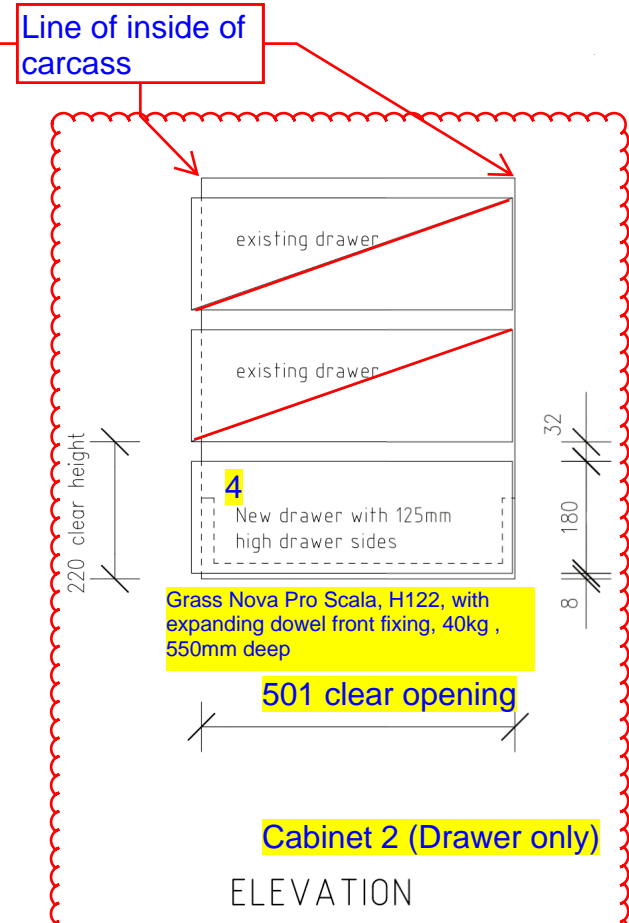 Line of inside of
carcass
existing drawer
existing drawer
32
220 clear height
4
New drawer with 125mm
high drawer sides
180
8
Grass Nova Pro Scala, H122, with
expanding dowel front fixing, 40kg ,
550mm deep
501 clear opening
Cabinet 2 (Drawer only)
ELEVATION